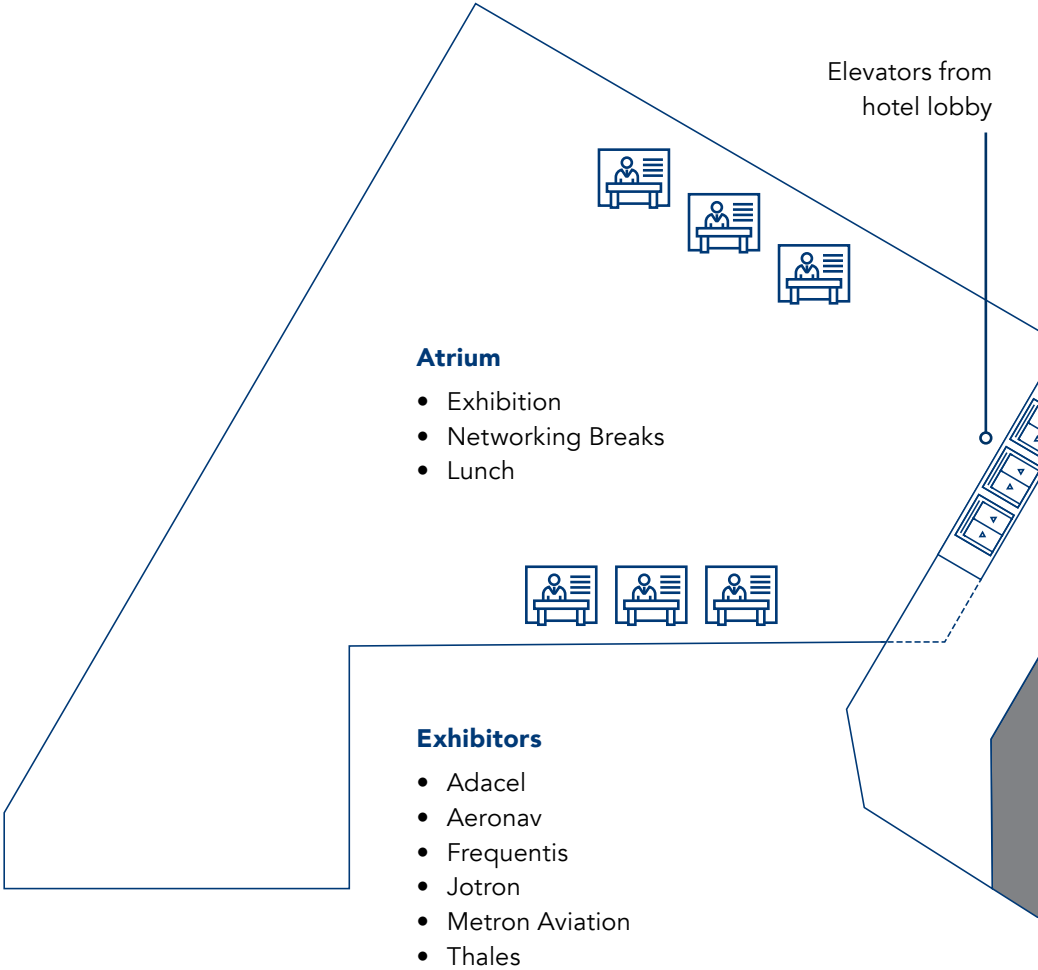 Elevators from
hotel lobby
Atrium
• Exhibition
• Networking Breaks
• Lunch
Exhibitors
• Adacel
• Aeronav
• Frequentis
• Jotron
• Metron Aviation
• Thales